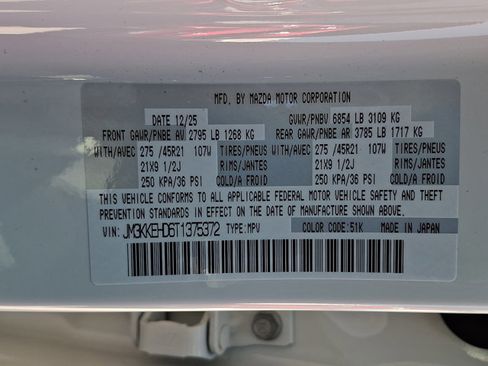 MFD. BY MAZDA MOTOR CORPORATION
DATE 12/25 GVWR/PNBV 6854 LB 3109 KG
FRONT GAWR/PNBE AV 2795 LB 1268 KG REAR GAWR/PNBE AR 3785 LB 1717 KG
WITH/AVEC 275 /45R21 107W TIRES/PNEUS WITH/AVEC 275 /45R21 107W TIRES/PNEUS
21X9 1/2J RIMS/JANTES 21X9 1/2J RIMS/JANTES
250 KPA/36 PSI COLD/A FROID 250 KPA/36 PSI COLD/A FROID
THIS VEHICLE CONFORMS TO ALL APPLICABLE FEDERAL MOTOR VEHICLE SAFETY AND THEFT
PREVENTION STANDARDS IN EFFECT ON THE DATE OF MANUFACTURE SHOWN ABOVE.
VIN: JM3KKEHD6T1375372 TYPE:MPV COLOR CODE:51K MADE IN JAPAN